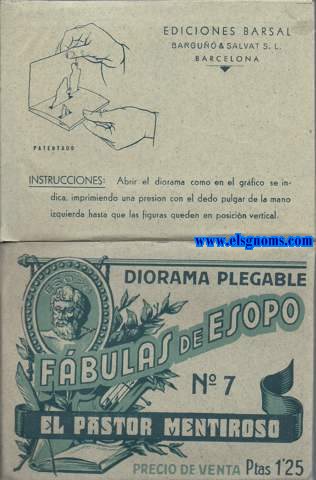 EDICIONES BARSAL
BARGUÑÓ & SALVAT S. L.
BARCELONA
PATENTADO
INSTRUCCIONES: Abrir el diorama como en el gráfico se in-
dica, imprimiendo una presion con el dedo pulgar de la mano
izquierda hasta que las figuras queden en posición vertical.
www.elsgnoms.com
DIORAMA PLEGABLE
FÁBULAS DE ESOPO
Nº 7
EL PASTOR MENTIROSO
PRECIO DE VENTA Ptas 1'25